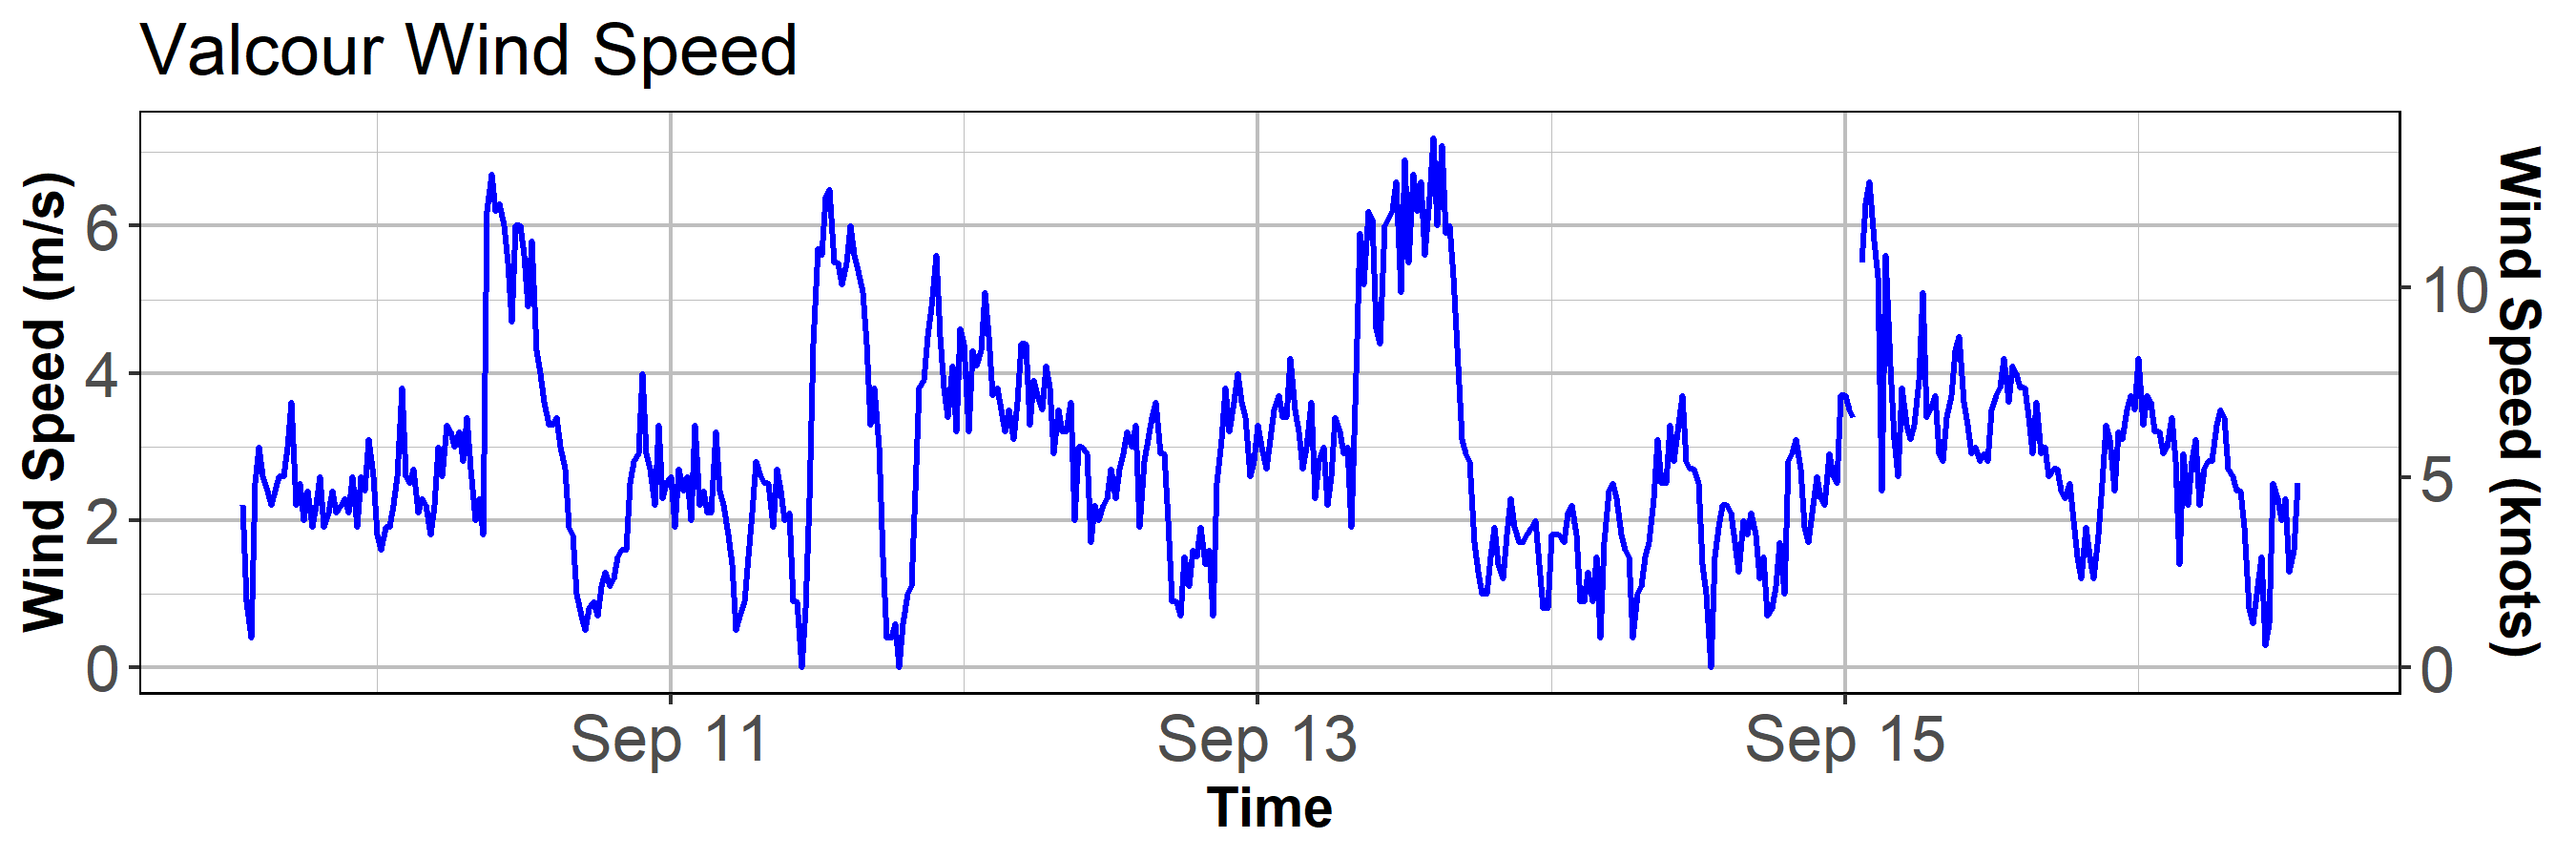 Valcour Wind Speed
Wind Speed (m/s)
6
4
2
0
10
5
0
Wind Speed (knots)
Sep 11
Sep 13
Sep 15
Time